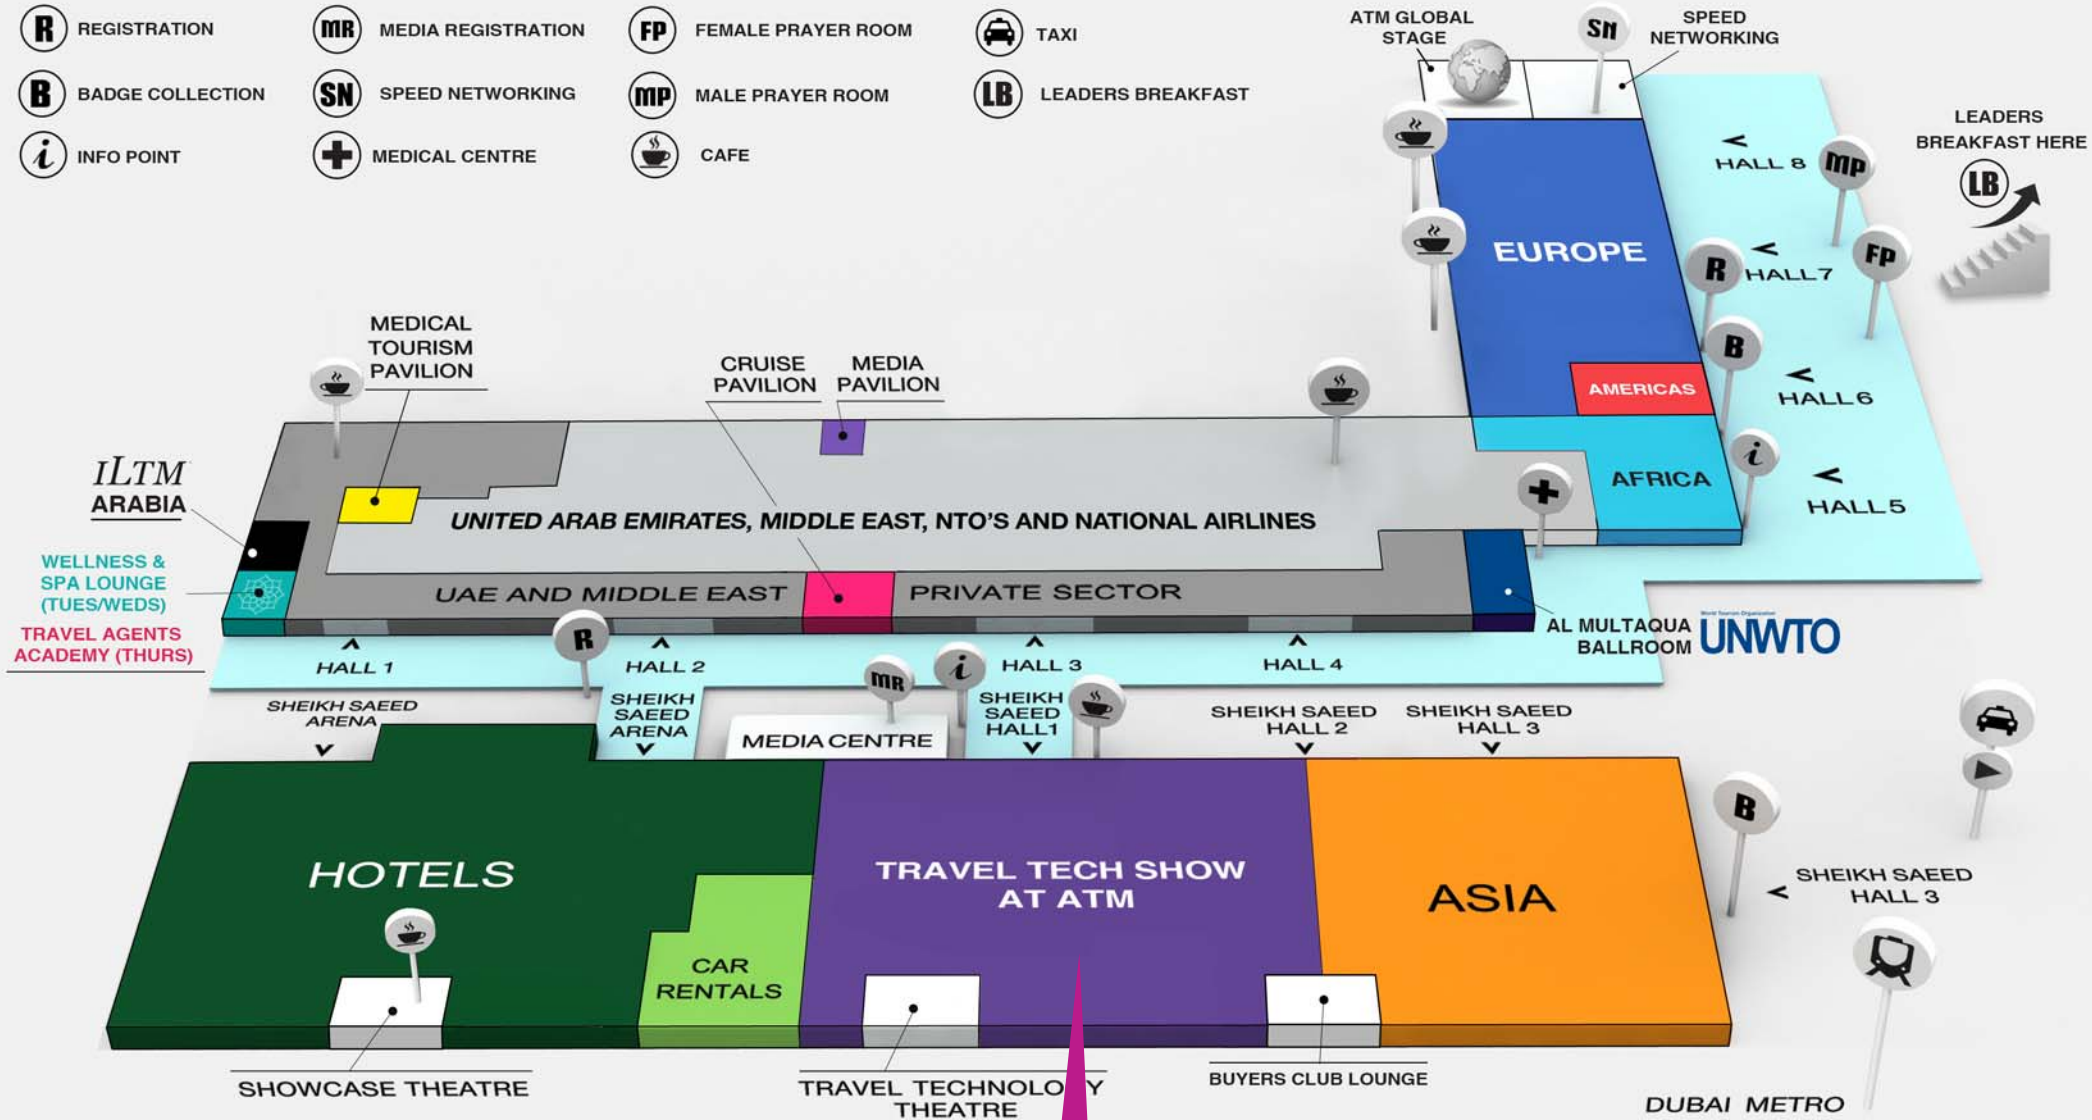 R REGISTRATION
B BADGE COLLECTION
i INFO POINT
MR MEDIA REGISTRATION
SN SPEED NETWORKING
MEDICAL CENTRE
FP FEMALE PRAYER ROOM
MP MALE PRAYER ROOM
CAFE
TAXI
LB LEADERS BREAKFAST
ATM GLOBAL
STAGE
SN
SPEED
NETWORKING
LEADERS
BREAKFAST HERE
LB
HALL 8
MP
EUROPE
R
HALL 7
FP
B
AMERICAS
HALL 6
i
AFRICA
HALL 5
MEDICAL
TOURISM
PAVILION
CRUISE
PAVILION
MEDIA
PAVILION
ILTM
ARABIA
UNITED ARAB EMIRATES, MIDDLE EAST, NTO'S AND NATIONAL AIRLINES
WELLNESS &
SPA LOUNGE
(TUES/WEDS)
TRAVEL AGENTS
ACADEMY (THURS)
UAE AND MIDDLE EAST
PRIVATE SECTOR
AL MULTAQUA
BALLROOM
World Tourism Organization
UNWTO
HALL 1
R
HALL 2
HALL 3
HALL 4
SHEIKH SAEED
ARENA
SHEIKH
SAEED
ARENA
MR
MEDIA CENTRE
i
SHEIKH
SAEED
HALL1
SHEIKH SAEED
HALL 2
SHEIKH SAEED
HALL 3
HOTELS
CAR
RENTALS
TRAVEL TECH SHOW
AT ATM
ASIA
B
SHEIKH SAEED
HALL 3
SHOWCASE THEATRE
TRAVEL TECHNOLOGY
THEATRE
BUYERS CLUB LOUNGE
DUBAI METRO